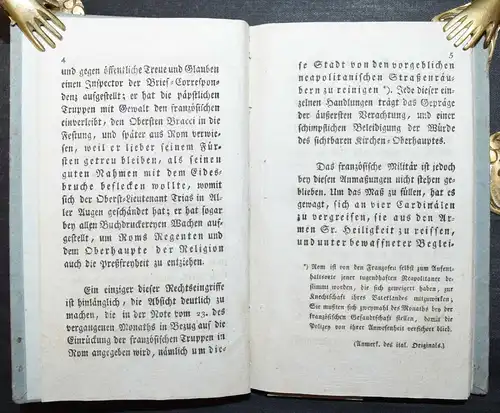 4
und gegen öffentliche Treue und Glauben
einen Inspector der Brief-Correspon-
denz aufgestellt; er hat die päpstlichen
Truppen mit Gewalt den französischen
einverleibt, den Obersten Bracci in die
Festung, und später aus Rom verwie-
sen, weil er lieber seinem Für-
sten getreu bleiben, als seinen
guten Nahmen mit dem Eides-
bruche beflecken wollte, womit
sich der Oberst-Lieutenant Trias in Al-
ler Augen geschändet hat; er hat sogar
bey allen Buchdruckereyen Wachen auf-
gestellt, um Roms Regenten und
dem Oberhaupte der Religion
auch die Preßfreyheit zu entziehen.
Ein einziger dieser Rechtseingriffe
ist hinlänglich, die Absicht deutlich zu
machen, die in der Note vom 23. des
vergangenen Monaths in Bezug auf die
Einrückung der französischen Truppen in
Rom angegeben wird, nämlich um die-
5
se Stadt von den vorgeblichen
neapolitanischen Straßenräu-
bern zu reinigen *). Jede dieser ein-
zelnen Handlungen trägt das Gepräge
der äußersten Verachtung, und einer
schimpflichen Beleidigung der Würde
des sichtbaren Kirchen-Oberhauptes.
Das französische Militär ist jedoch
bey diesen Anmaßungen nicht stehen ge-
blieben. Um das Maß zu füllen, hat es
gewagt, sich an vier Cardinälen
zu vergreifen, sie aus den Ar-
men Sr. Heiligkeit zu reissen,
und unter bewaffneter Beglei-
*) Rom ist von den Franzosen selbst zum Aufent-
haltsorte jener tugendhaften Neapolitaner be-
stimmt worden, die sich geweigert haben, zur
Knechtschaft ihres Vaterlandes mitzuwirken;
Sie mußten sich zweymahl des Monaths bey der
französischen Gesandtschaft stellen, damit die
Polizey von ihrer Anwesenheit versichert blieb.
(Anmerk. des ital. Originals.)